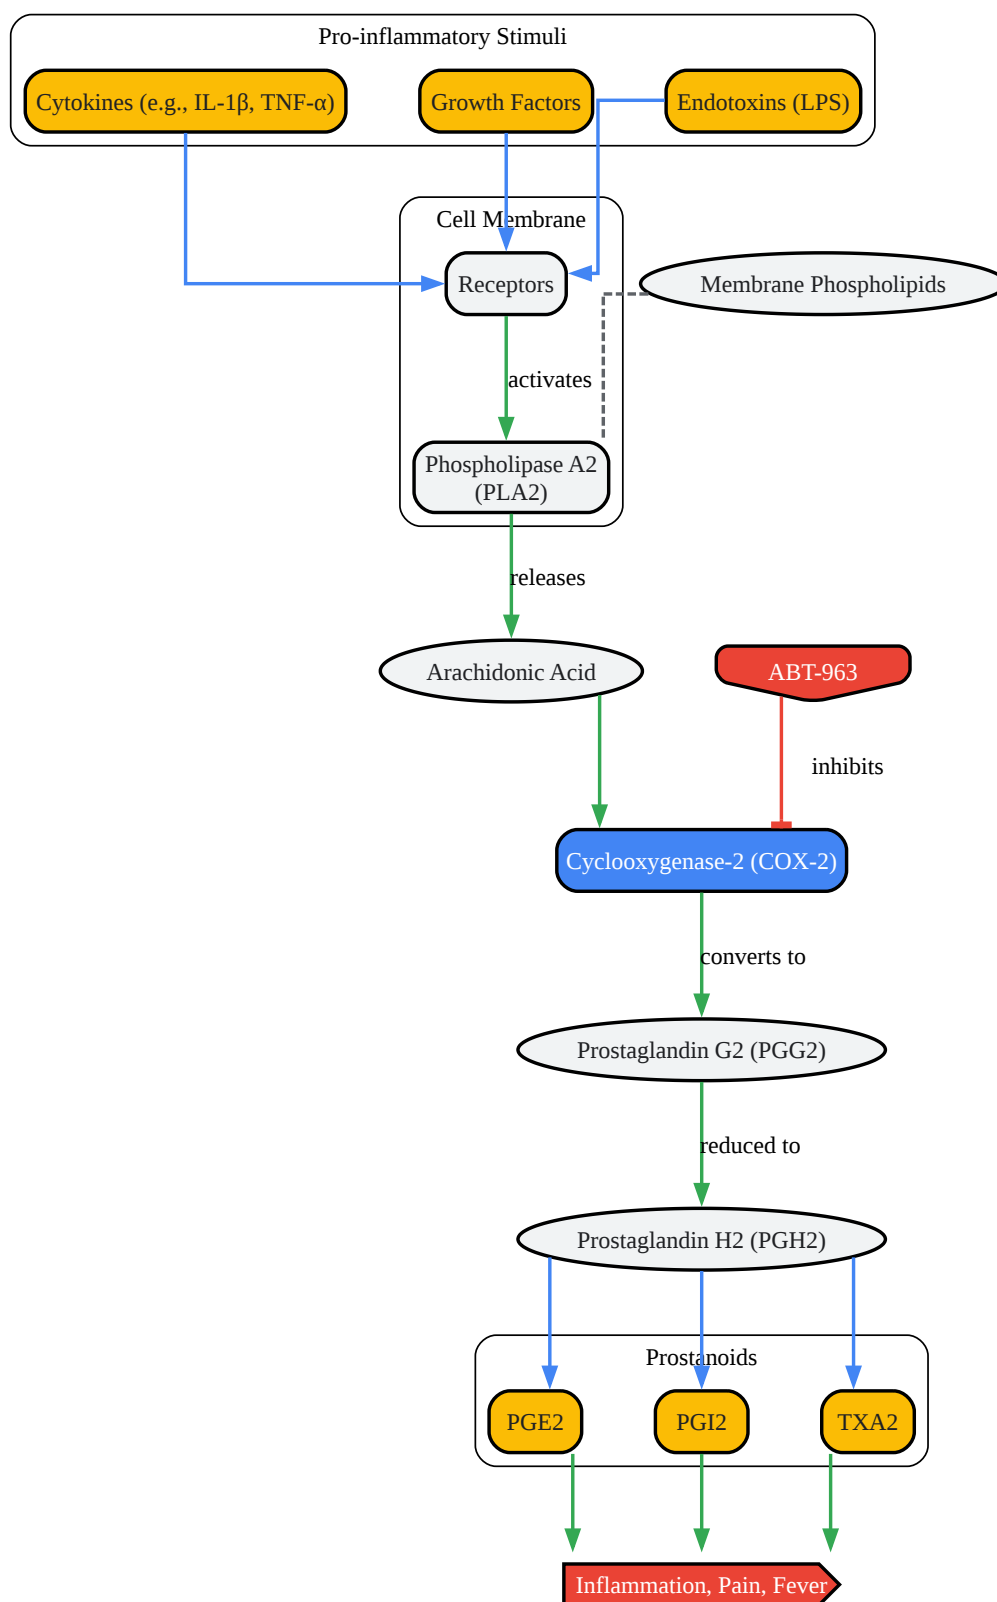 Pro-inflammatory Stimuli
Cytokines (e.g., IL-1β, TNF-α)
Growth Factors
Endotoxins (LPS)
Cell Membrane
Receptors
Membrane Phospholipids
activates
Phospholipase A2
(PLA2)
releases
Arachidonic Acid
ABT-963
inhibits
Cyclooxygenase-2 (COX-2)
converts to
Prostaglandin G2 (PGG2)
reduced to
Prostaglandin H2 (PGH2)
Prostanoids
PGE2
PGI2
TXA2
Inflammation, Pain, Fever